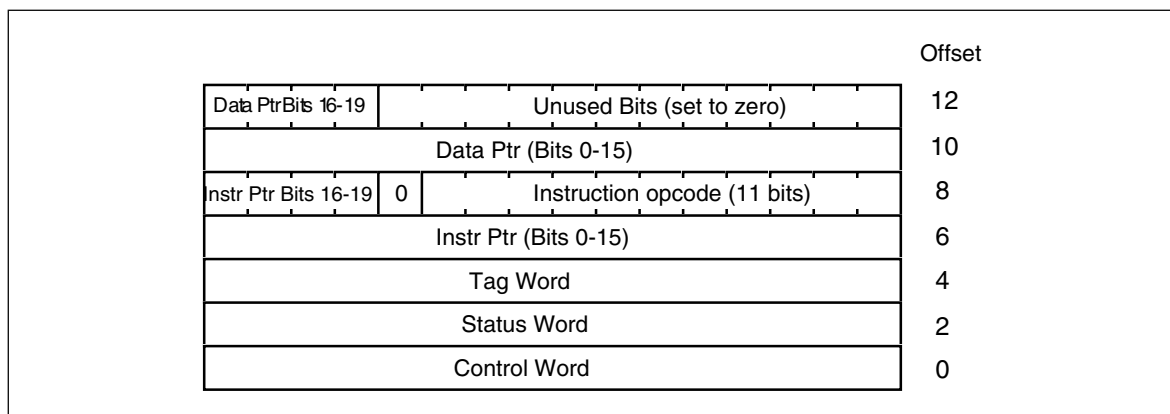 Offset
Data PtrBits 16-19 Unused Bits (set to zero) 12
Data Ptr (Bits 0-15) 10
Instr Ptr Bits 16-19 0 Instruction opcode (11 bits) 8
Instr Ptr (Bits 0-15) 6
Tag Word 4
Status Word 2
Control Word 0